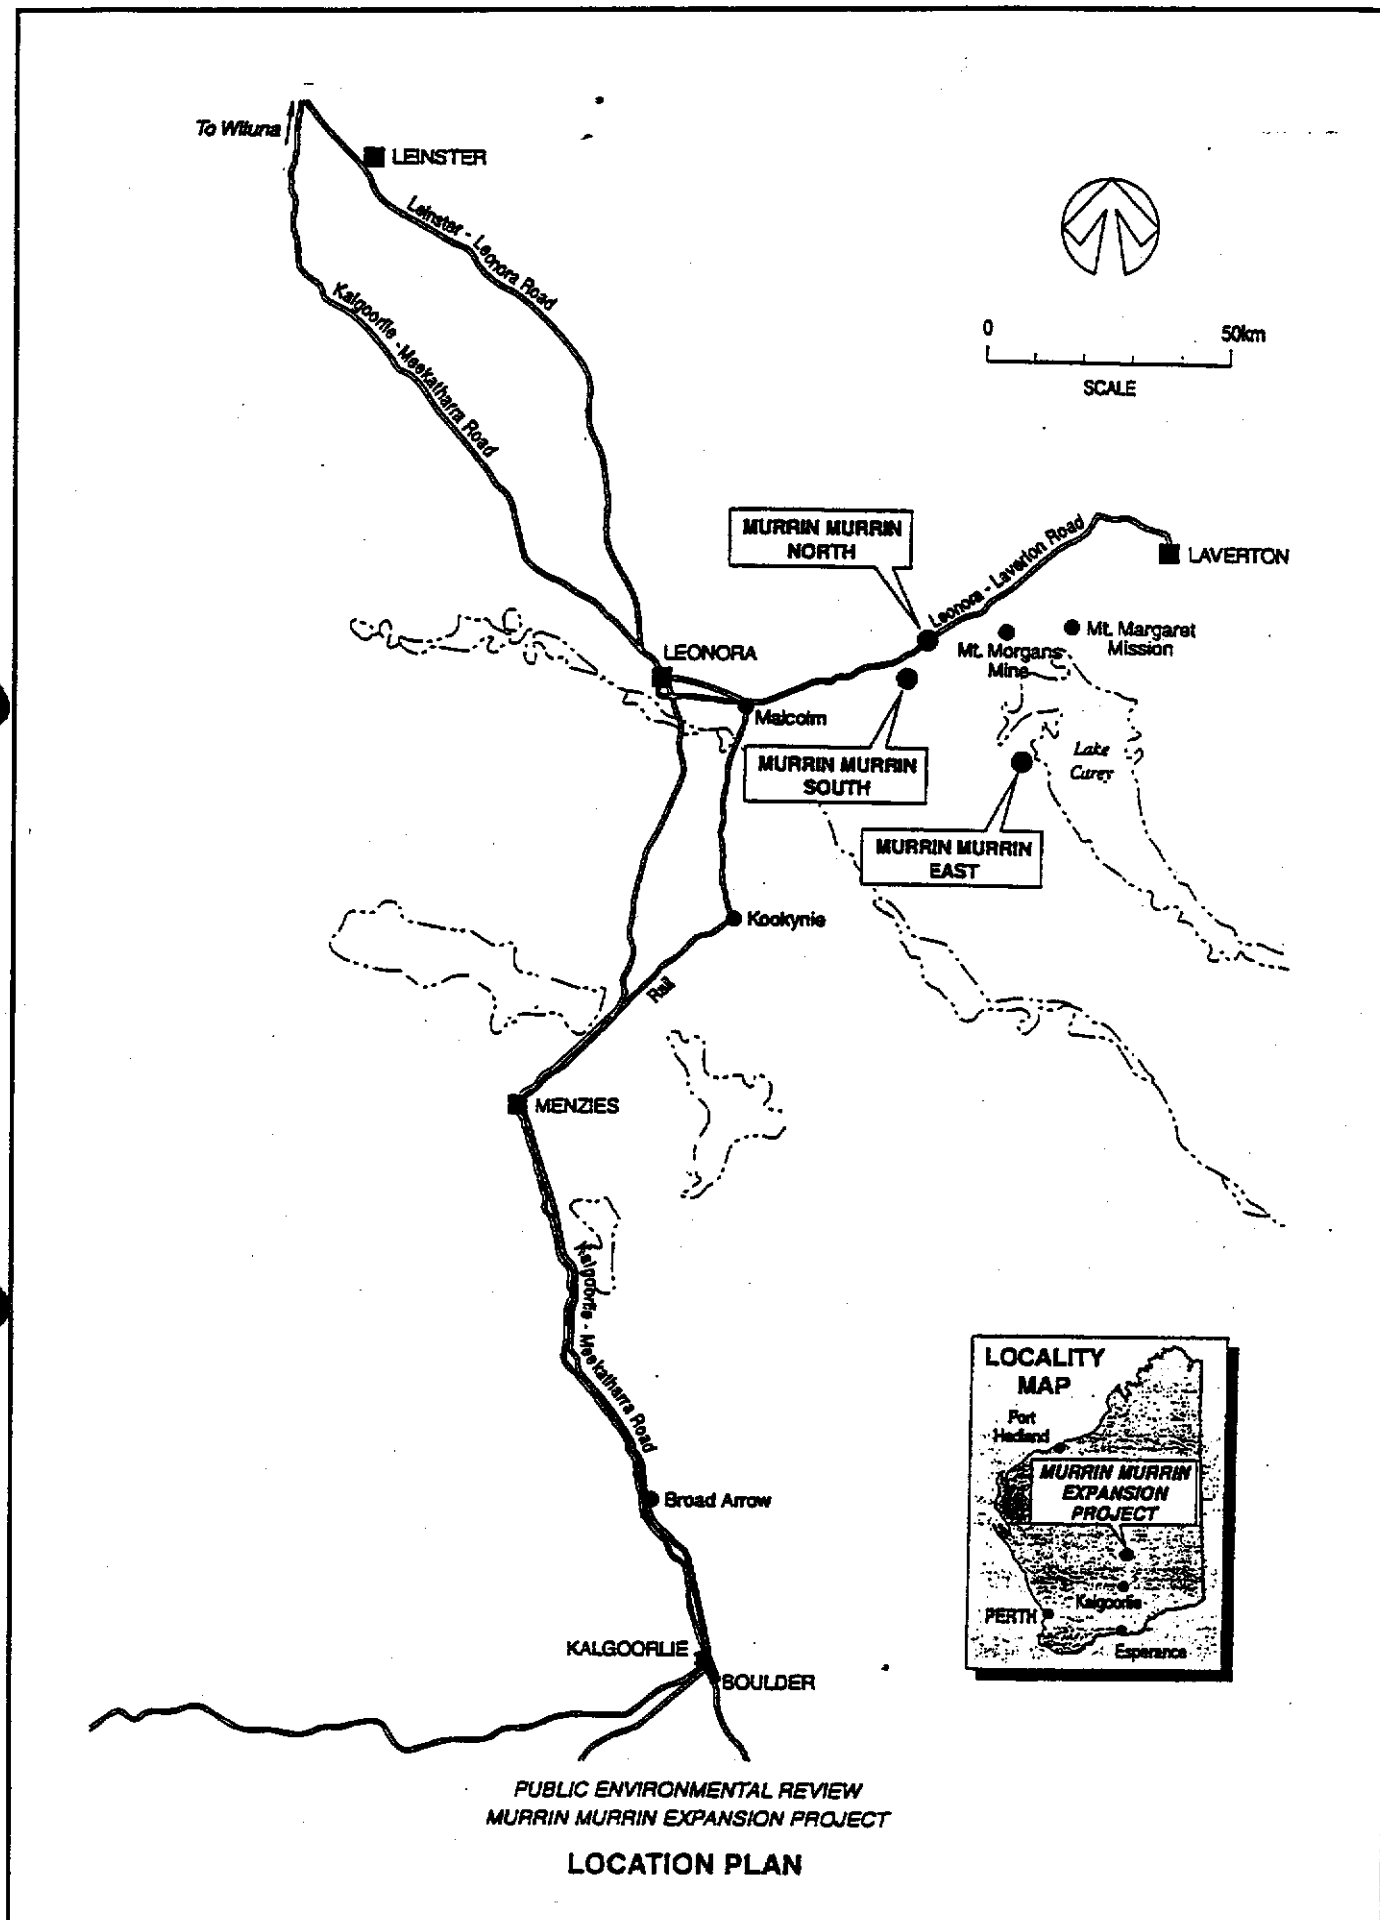 To Wiluna
LEINSTER
Leinster - Leonora Road
Kalgoorlie - Meekatharra Road
0
50km
SCALE
MURRIN MURRIN
NORTH
Leonora - Laverton Road
LAVERTON
Mt. Morgans
Mine
Mt. Margaret
Mission
LEONORA
Malcolm
MURRIN MURRIN
SOUTH
Lake
Carey
MURRIN MURRIN
EAST
Kookynie
Rail
MENZIES
Kalgoorlie - Meekatharra Road
Broad Arrow
KALGOORLIE
BOULDER
LOCALITY
MAP
Port
Hedland
MURRIN MURRIN
EXPANSION
PROJECT
Kalgoorlie
PERTH
Esperance
PUBLIC ENVIRONMENTAL REVIEW
MURRIN MURRIN EXPANSION PROJECT
LOCATION PLAN